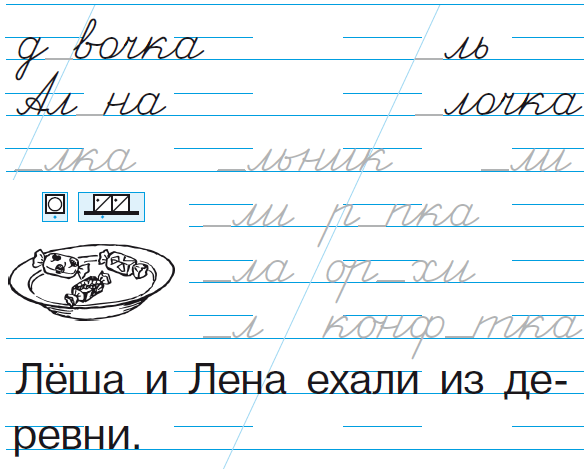 д вочка ль
Ал на лочка
_лка _льник _ли
_ли р_пка
_ла ор_хи
_л конф_тка
Лёша и Лена ехали из де-
ревни.